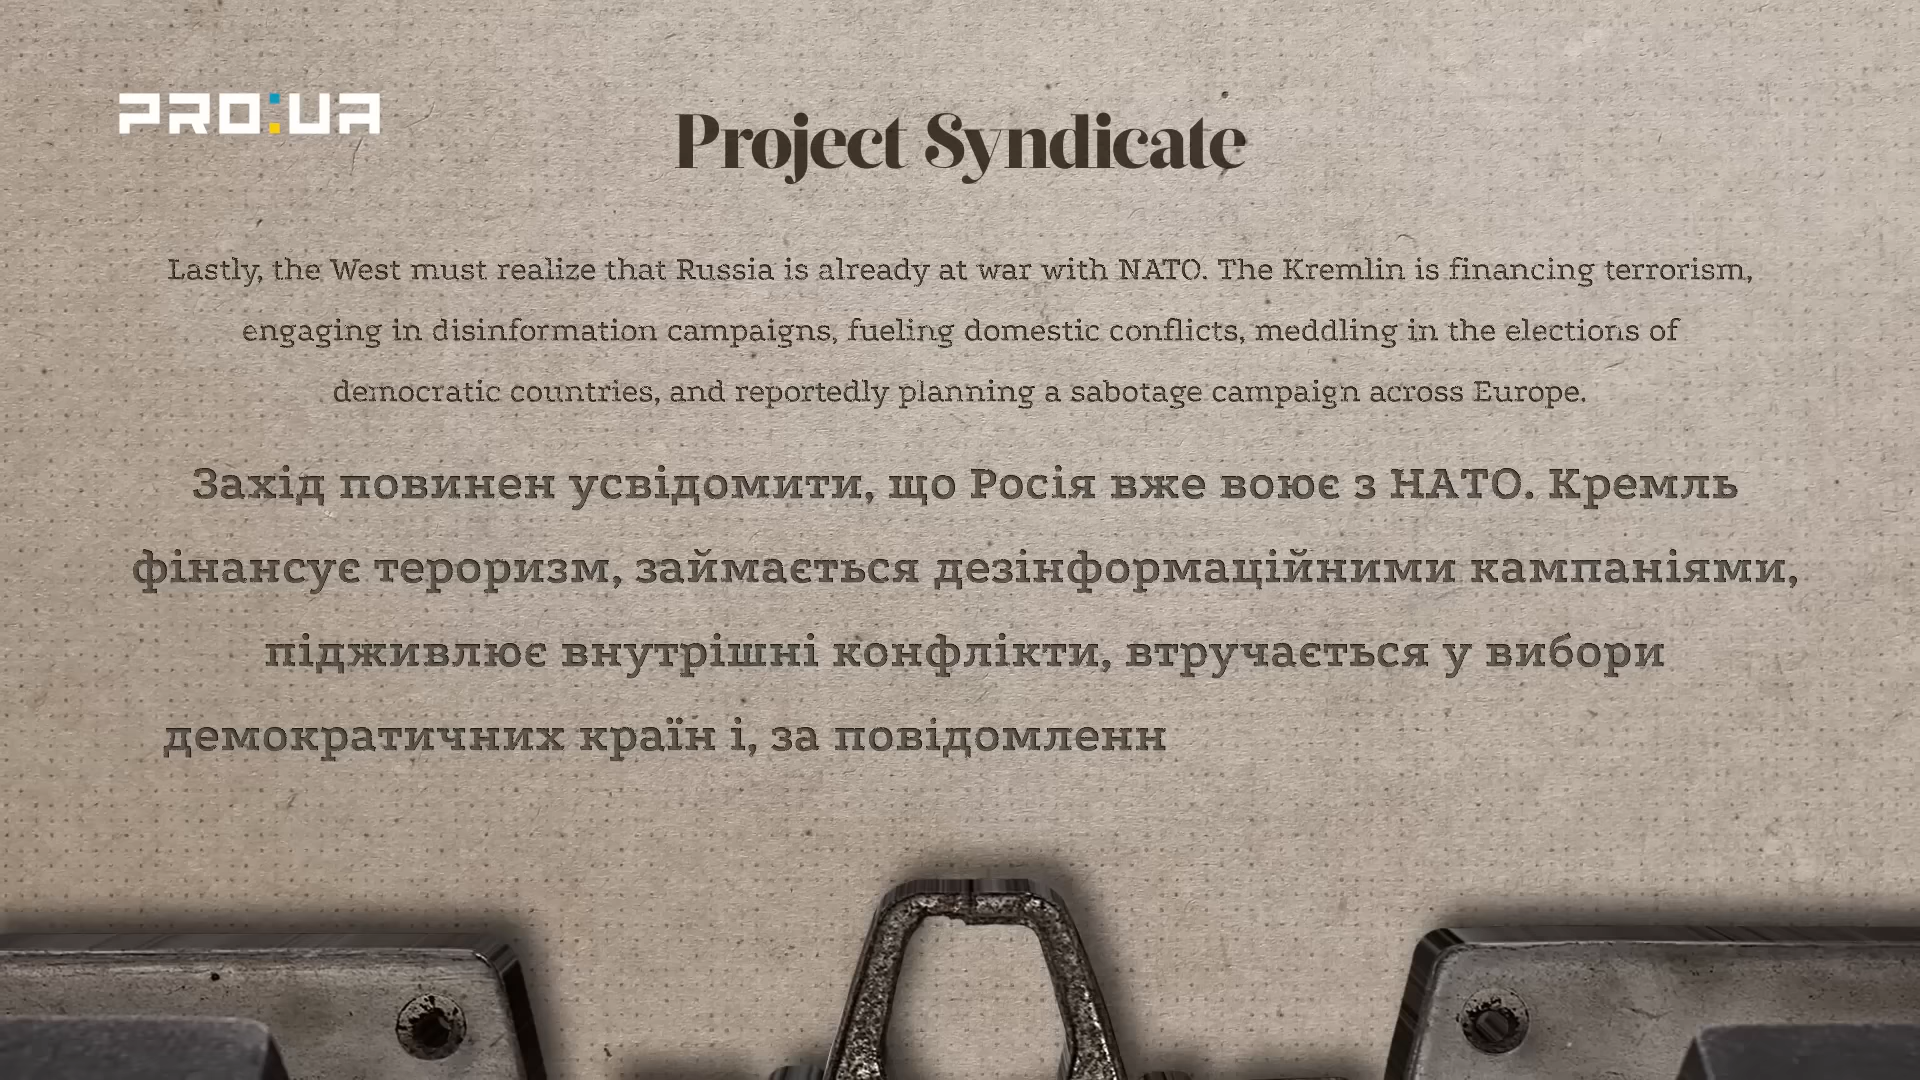 PRO:UA
Project Syndicate
Lastly, the West must realize that Russia is already at war with NATO. The Kremlin is financing terrorism,
engaging in disinformation campaigns, fueling domestic conflicts, meddling in the elections of
democratic countries, and reportedly planning a sabotage campaign across Europe.
Захід повинен усвідомити, що Росія вже воює з НАТО. Кремль
фінансує тероризм, займається дезінформаційними кампаніями,
підживлює внутрішні конфлікти, втручається у вибори
демократичних країн і, за повідомленн